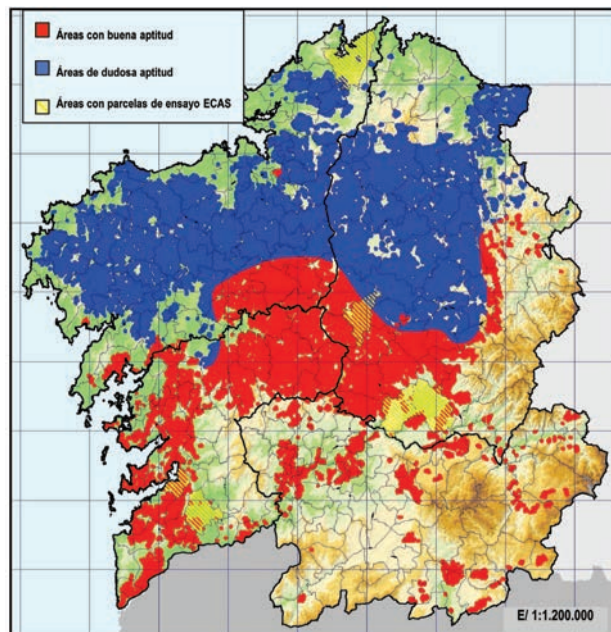 Áreas con buena aptitud
Áreas de dudosa aptitud
Áreas con parcelas de ensayo ECAS
E/ 1:1.200.000